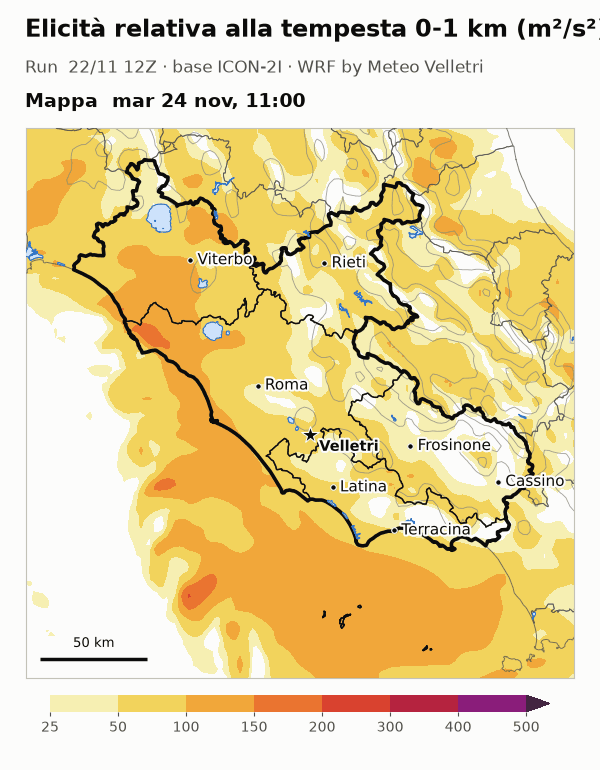 Elicità relativa alla tempesta 0-1 km (m²/s²)
Run  22/11 12Z · base ICON-2I · WRF by Meteo Velletri
Mappa  mar 24 nov, 11:00
Viterbo
Rieti
Roma
Velletri
Frosinone
Latina
Cassino
Terracina
50 km
25 50 100 150 200 300 400 500